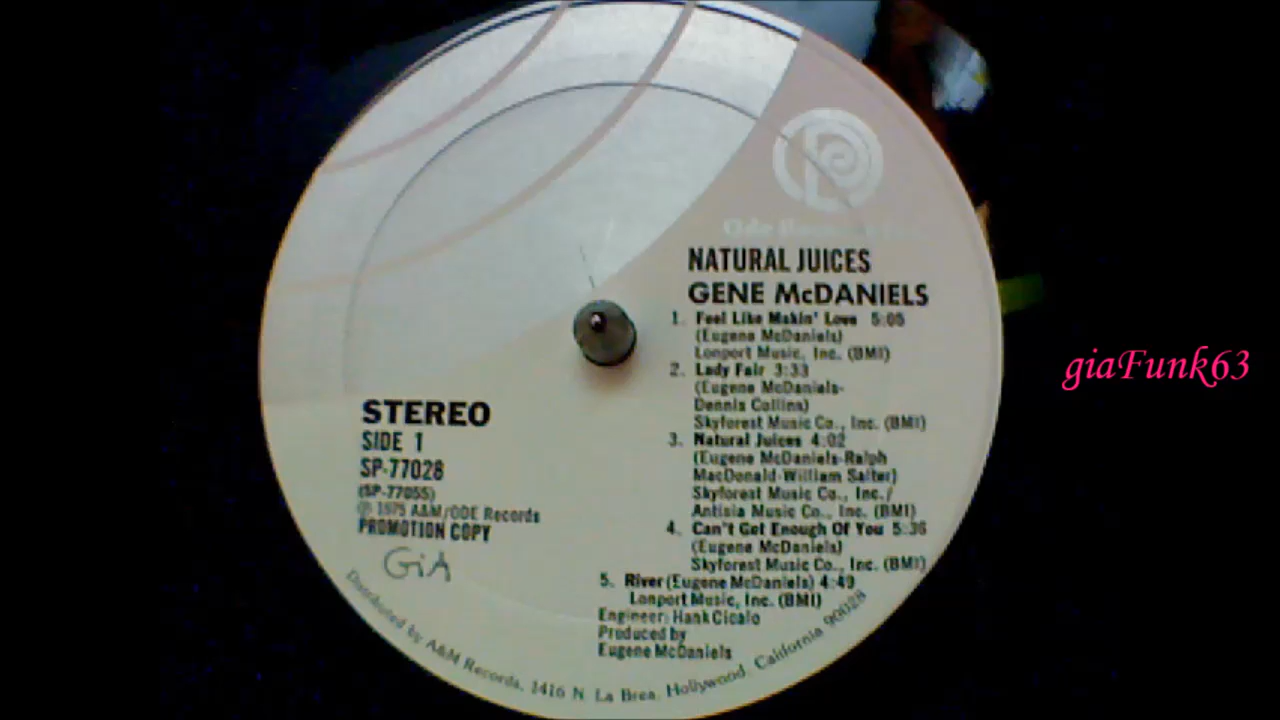 NATURAL JUICES
GENE McDANIELS
1. Feel Like Makin' Love 5:05
(Eugene McDaniels)
Lonport Music, Inc. (BMI)
2. Lady Fair 3:33
(Eugene McDaniels-
Dennis Collins)
Skyforest Music Co., Inc. (BMI)
3. Natural Juices 4:02
(Eugene McDaniels-Ralph
MacDonald-William Salter)
Skyforest Music Co., Inc./
Antisia Music Co., Inc. (BMI)
4. Can't Get Enough Of You 5:36
(Eugene McDaniels)
Skyforest Music Co., Inc. (BMI)
5. River (Eugene McDaniels) 4:49
Lonport Music, Inc. (BMI)
Engineer: Hank Cicalo
Produced by
Eugene McDaniels
STEREO
SIDE 1
SP-77028
(SP-77055)
℗ 1975 A&M/ODE Records
PROMOTION COPY
GiA
Distributed by A&M Records, 1416 N. La Brea, Hollywood, California 90028
giaFunk63